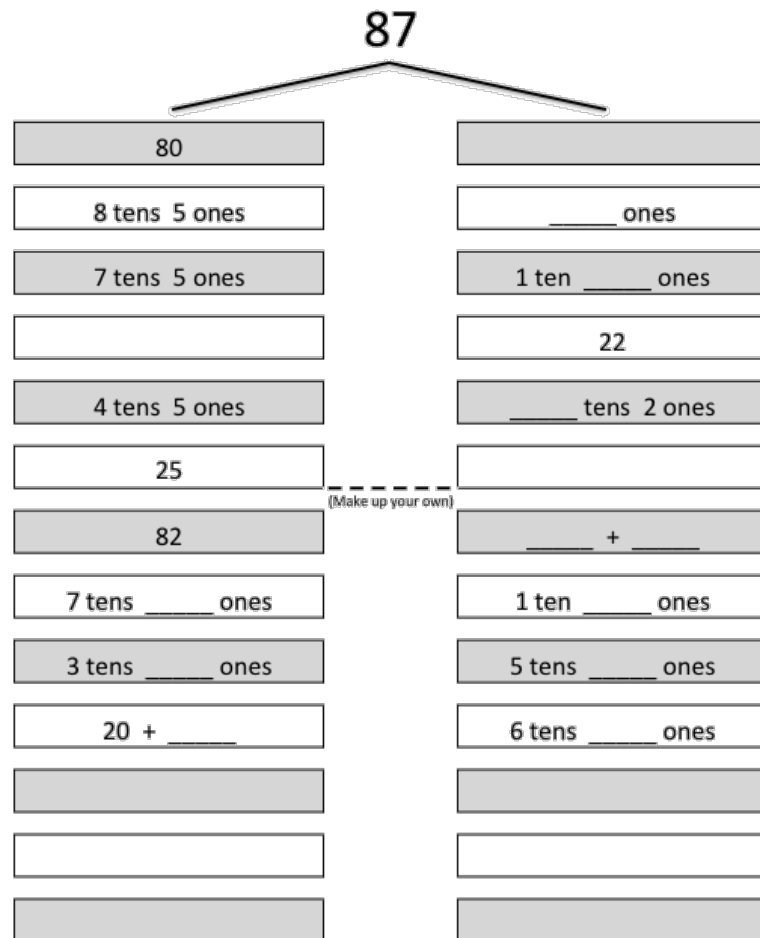 87
80
8 tens 5 ones _____ ones
7 tens 5 ones 1 ten _____ ones
22
4 tens 5 ones _____ tens 2 ones
25
(Make up your own)
82 _____ + _____
7 tens _____ ones 1 ten _____ ones
3 tens _____ ones 5 tens _____ ones
20 + _____ 6 tens _____ ones